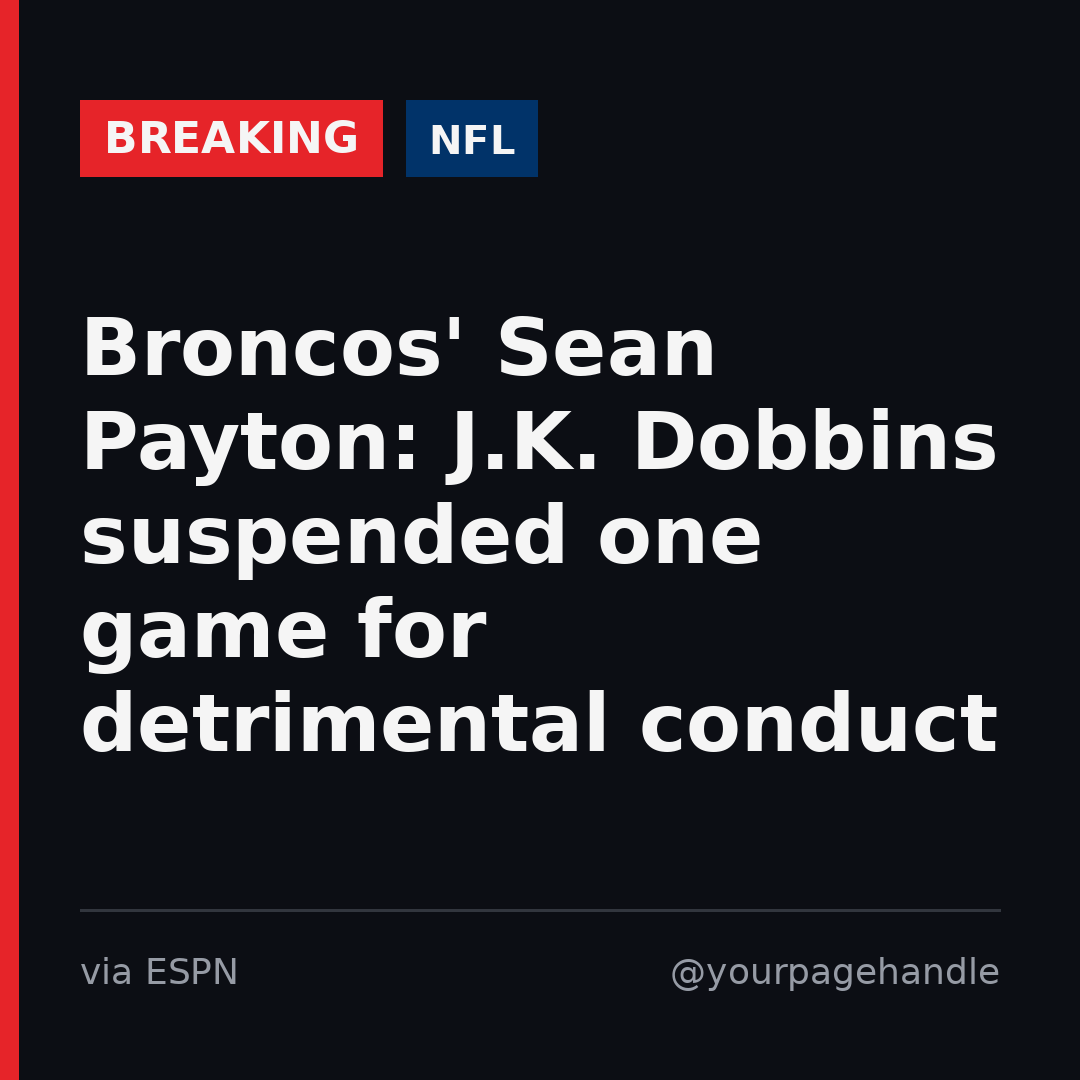 BREAKING NFL
Broncos' Sean
Payton: J.K. Dobbins
suspended one
game for
detrimental conduct
via ESPN @yourpagehandle